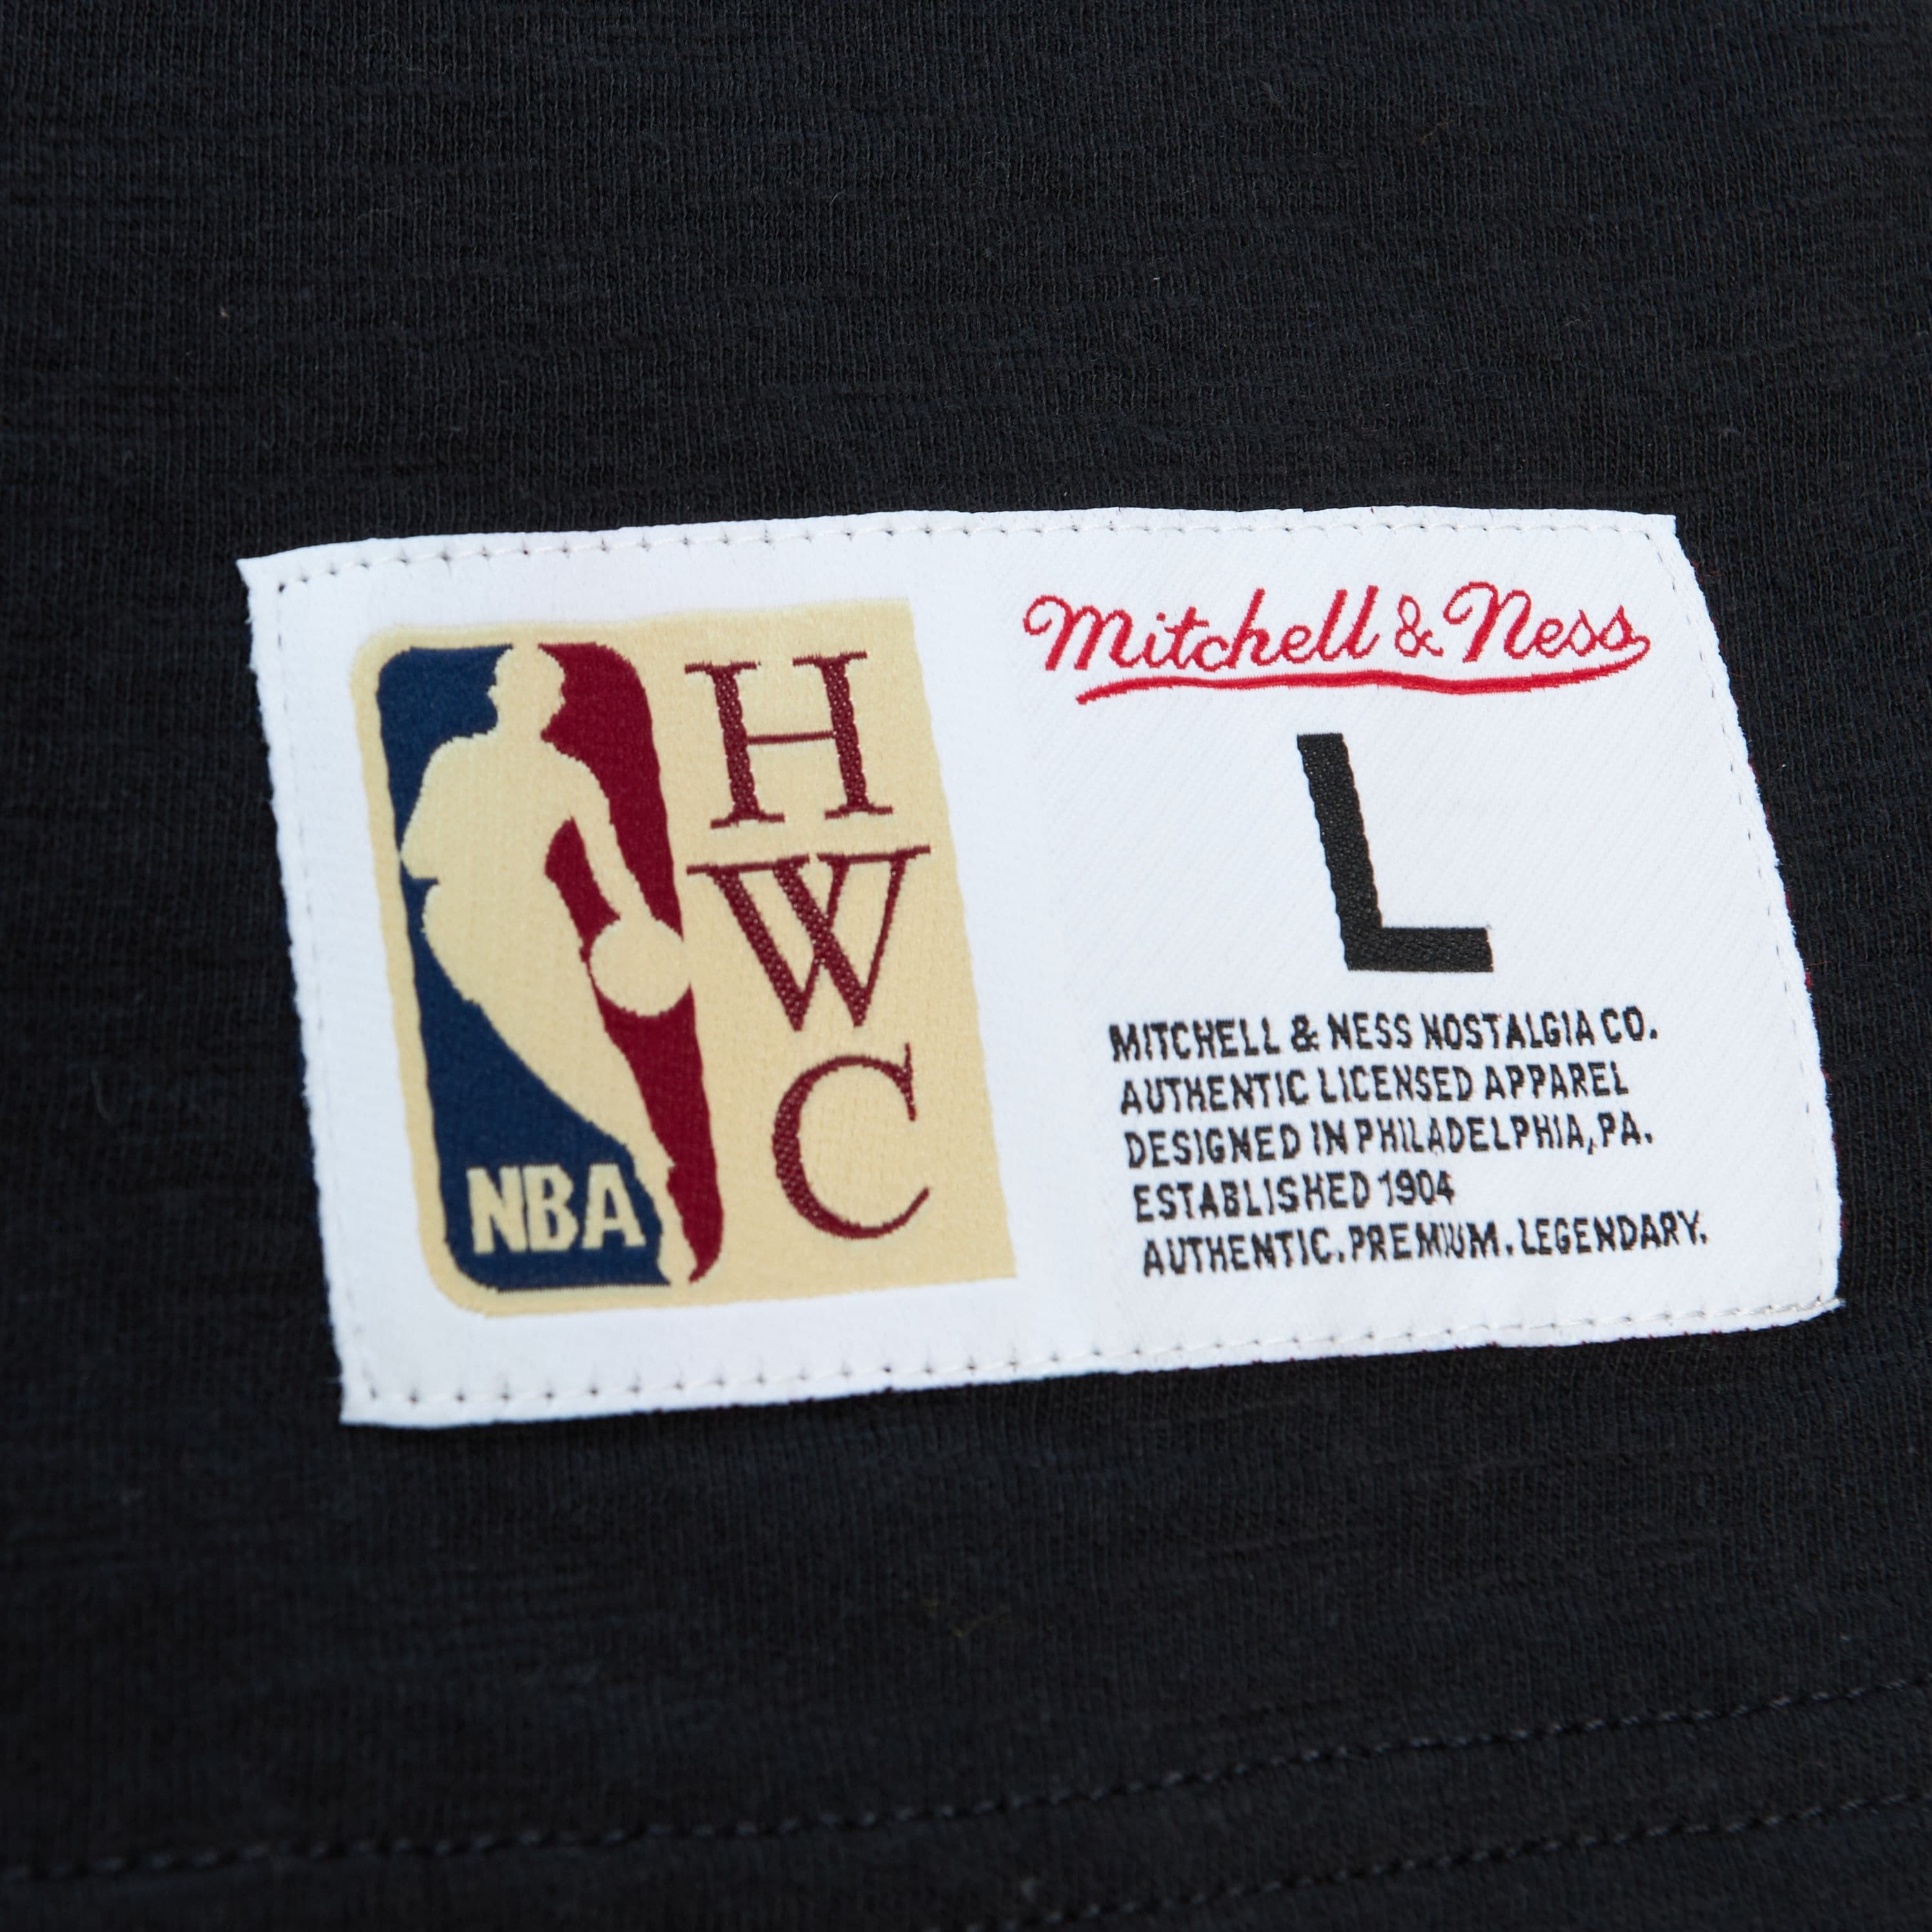 NBA
H
W
C
Mitchell & Ness
L
MITCHELL & NESS NOSTALGIA CO.
AUTHENTIC LICENSED APPAREL
DESIGNED IN PHILADELPHIA, PA.
ESTABLISHED 1904
AUTHENTIC. PREMIUM. LEGENDARY.